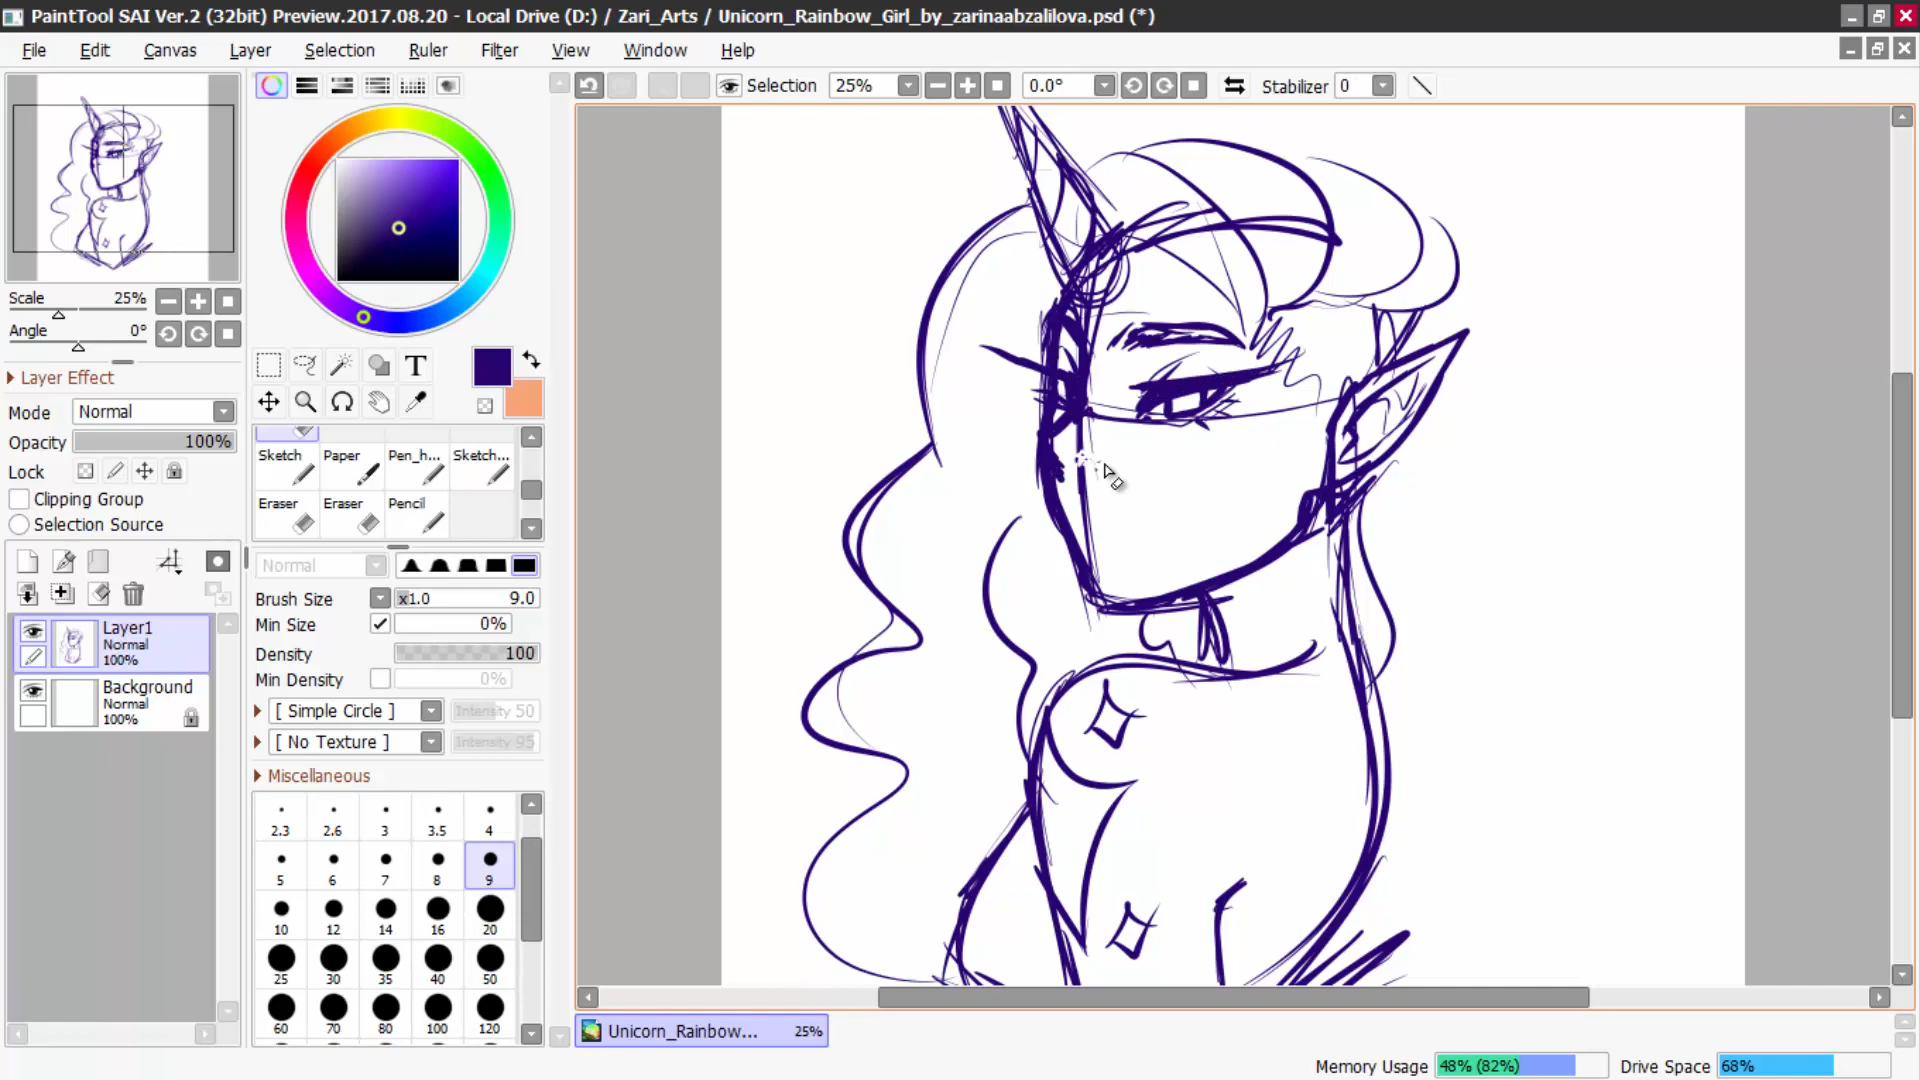 PaintTool SAI Ver.2 (32bit) Preview.2017.08.20 - Local Drive (D:) / Zari_Arts / Unicorn_Rainbow_Girl_by_zarinaabzalilova.psd (*)
File Edit Canvas Layer Selection Ruler Filter View Window Help
Selection 25% 0.0° Stabilizer 0
Scale 25%
Angle 0°
Layer Effect
Mode Normal
Opacity 100%
Lock
Clipping Group
Selection Source
Layer1
Normal
100%
Background
Normal
100%
T
Sketch Paper Pen_h... Sketch...
Eraser Eraser Pencil
Normal
Brush Size x1.0 9.0
Min Size 0%
Density 100
Min Density 0%
[ Simple Circle ] Intensity 50
[ No Texture ] Intensity 95
Miscellaneous
2.3 2.6 3 3.5 4
5 6 7 8 9
10 12 14 16 20
25 30 35 40 50
60 70 80 100 120
Unicorn_Rainbow... 25%
Memory Usage 48% (82%) Drive Space 68%